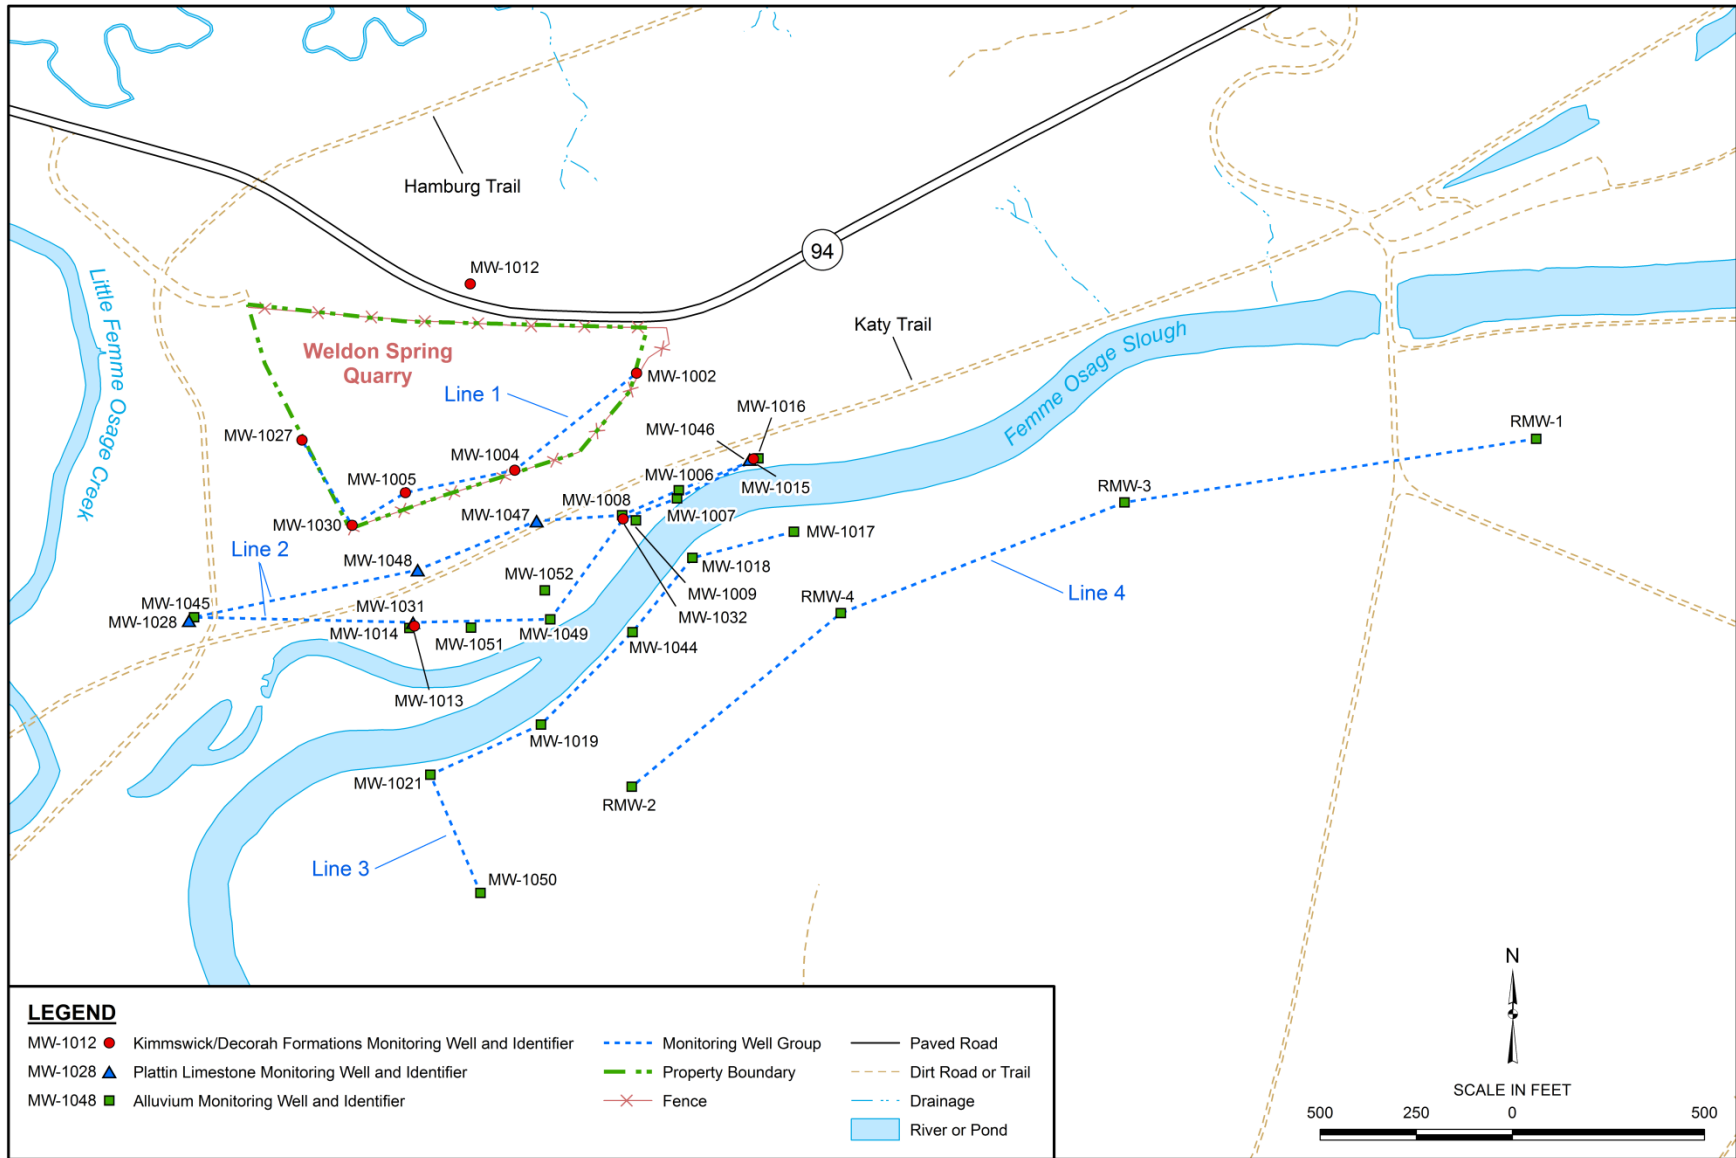 Hamburg Trail
94
MW-1012
Little Femme Osage Creek
Weldon Spring
Quarry
Katy Trail
Femme Osage Slough
Line 1
MW-1002
MW-1016
MW-1046
MW-1027
RMW-1
MW-1004
MW-1005
MW-1006
MW-1015
RMW-3
MW-1008
MW-1047
MW-1007
MW-1030
MW-1017
Line 2
MW-1048
MW-1018
MW-1052
MW-1009
Line 4
MW-1045
MW-1031
RMW-4
MW-1032
MW-1028
MW-1014
MW-1049
MW-1051
MW-1044
MW-1013
MW-1019
MW-1021
RMW-2
Line 3
MW-1050
N
SCALE IN FEET
500 250 0 500
LEGEND
MW-1012 Kimmswick/Decorah Formations Monitoring Well and Identifier
MW-1028 Plattin Limestone Monitoring Well and Identifier
MW-1048 Alluvium Monitoring Well and Identifier
Monitoring Well Group
Property Boundary
Fence
Paved Road
Dirt Road or Trail
Drainage
River or Pond